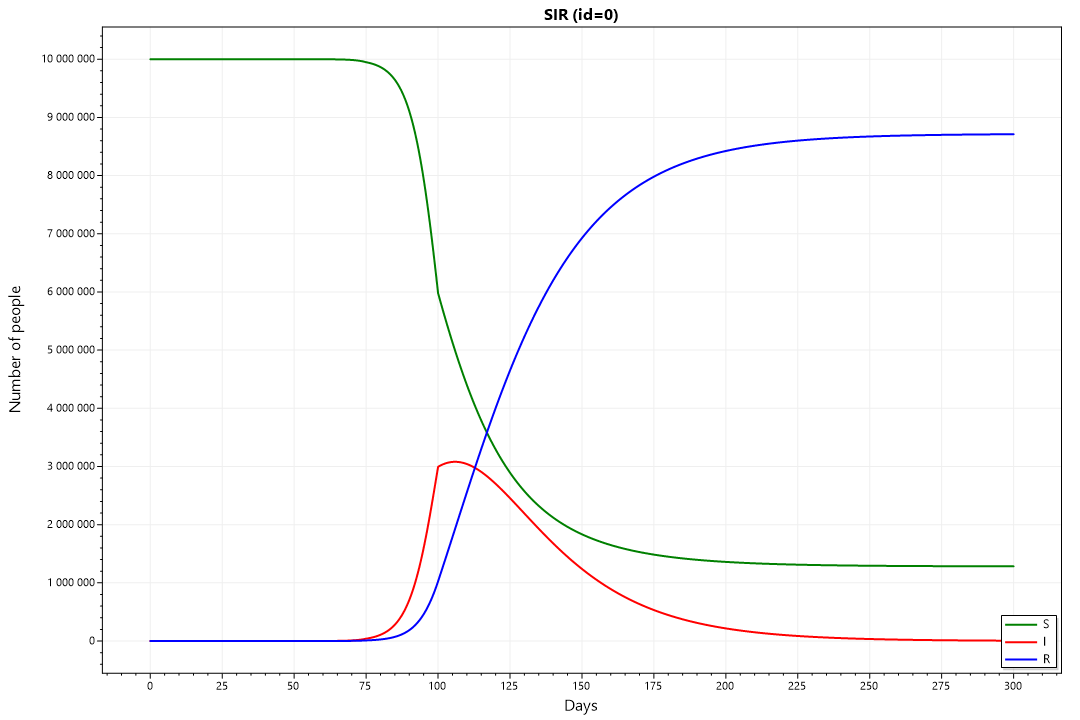 SIR (id=0)
Number of people
10 000 000
9 000 000
8 000 000
7 000 000
6 000 000
5 000 000
4 000 000
3 000 000
2 000 000
1 000 000
0
0 25 50 75 100 125 150 175 200 225 250 275 300
Days
S
I
R